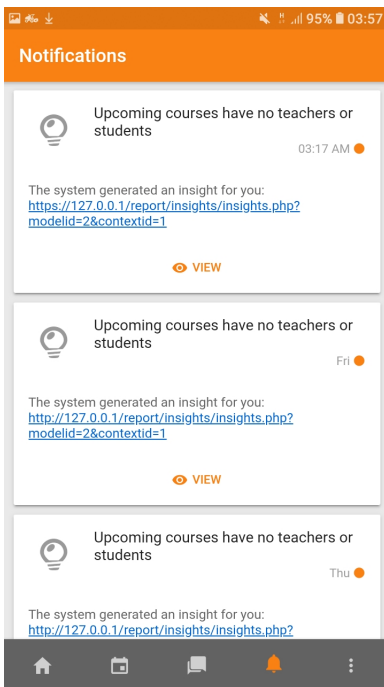 95% 03:57
Notifications
Upcoming courses have no teachers or
students
03:17 AM
The system generated an insight for you:
https://127.0.0.1/report/insights/insights.php?
modelid=2&contextid=1
VIEW
Upcoming courses have no teachers or
students
Fri
The system generated an insight for you:
http://127.0.0.1/report/insights/insights.php?
modelid=2&contextid=1
VIEW
Upcoming courses have no teachers or
students
Thu
The system generated an insight for you:
http://127.0.0.1/report/insights/insights.php?